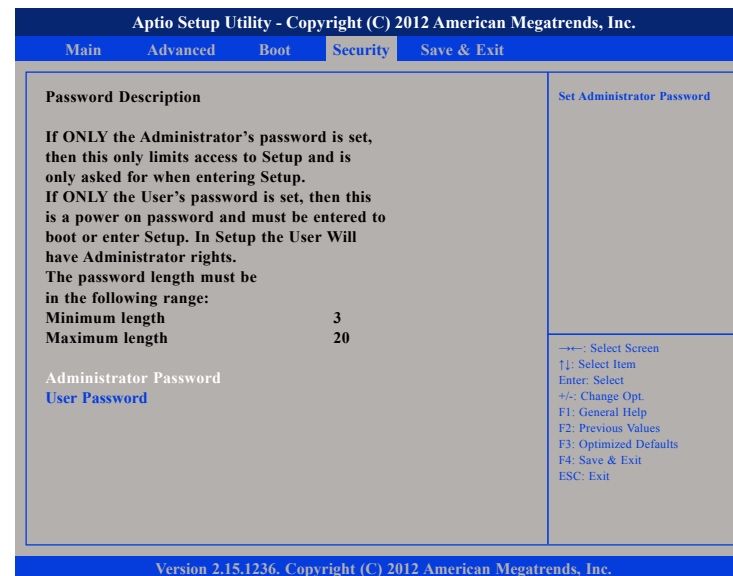 Aptio Setup Utility - Copyright (C) 2012 American Megatrends, Inc.
Main Advanced Boot Security Save & Exit
Password Description
If ONLY the Administrator's password is set,
then this only limits access to Setup and is
only asked for when entering Setup.
If ONLY the User's password is set, then this
is a power on password and must be entered to
boot or enter Setup. In Setup the User Will
have Administrator rights.
The password length must be
in the following range:
Minimum length 3
Maximum length 20
Administrator Password
User Password
Set Administrator Password
→←: Select Screen
↑↓: Select Item
Enter: Select
+/-: Change Opt.
F1: General Help
F2: Previous Values
F3: Optimized Defaults
F4: Save & Exit
ESC: Exit
Version 2.15.1236. Copyright (C) 2012 American Megatrends, Inc.